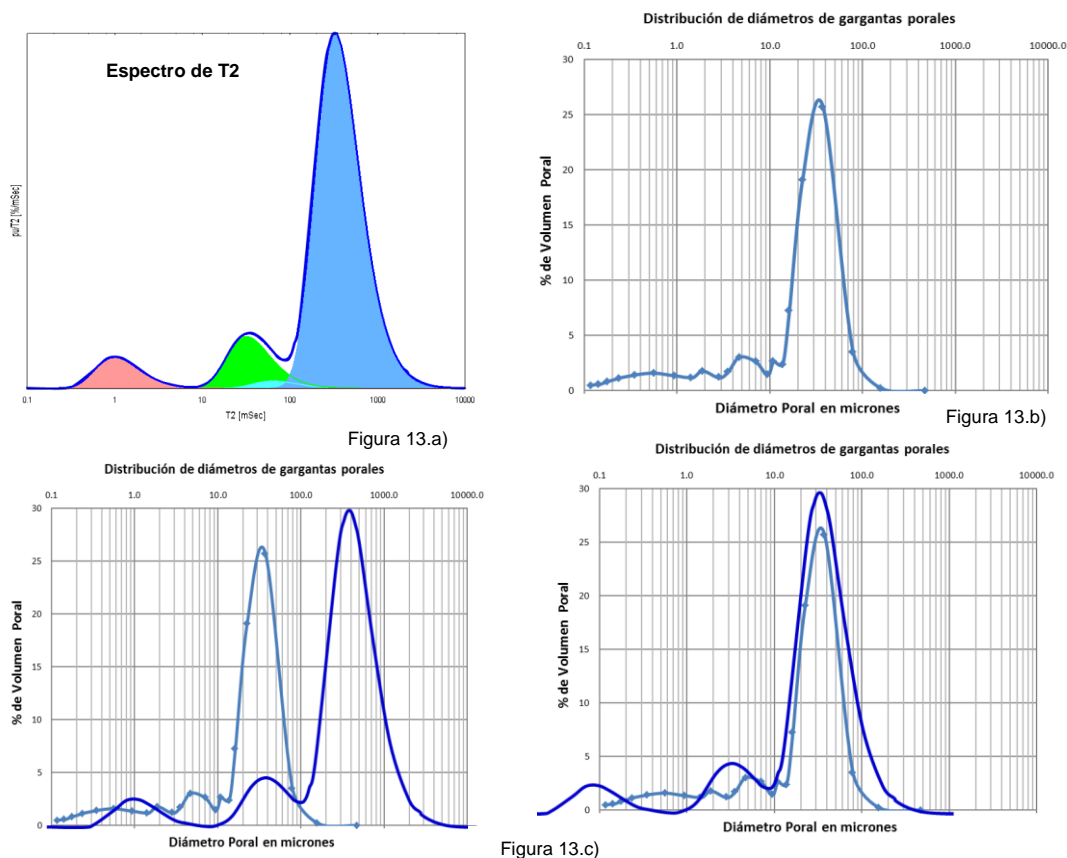 Espectro de T2
pu/T2 [%/mSec]
0.1 1 10 100 1000 10000
T2 [mSec]
Figura 13.a)
Distribución de diámetros de gargantas porales
0.1 1.0 10.0 100.0 1000.0 10000.0
30
25
20
15
10
5
0
% de Volumen Poral
Diámetro Poral en micrones
Figura 13.b)
Distribución de diámetros de gargantas porales
0.1 1.0 10.0 100.0 1000.0 10000.0
30
25
20
15
10
5
0
% de Volumen Poral
Diámetro Poral en micrones
Distribución de diámetros de gargantas porales
0.1 1.0 10.0 100.0 1000.0 10000.0
30
25
20
15
10
5
0
% de Volumen Poral
Diámetro Poral en micrones
Figura 13.c)